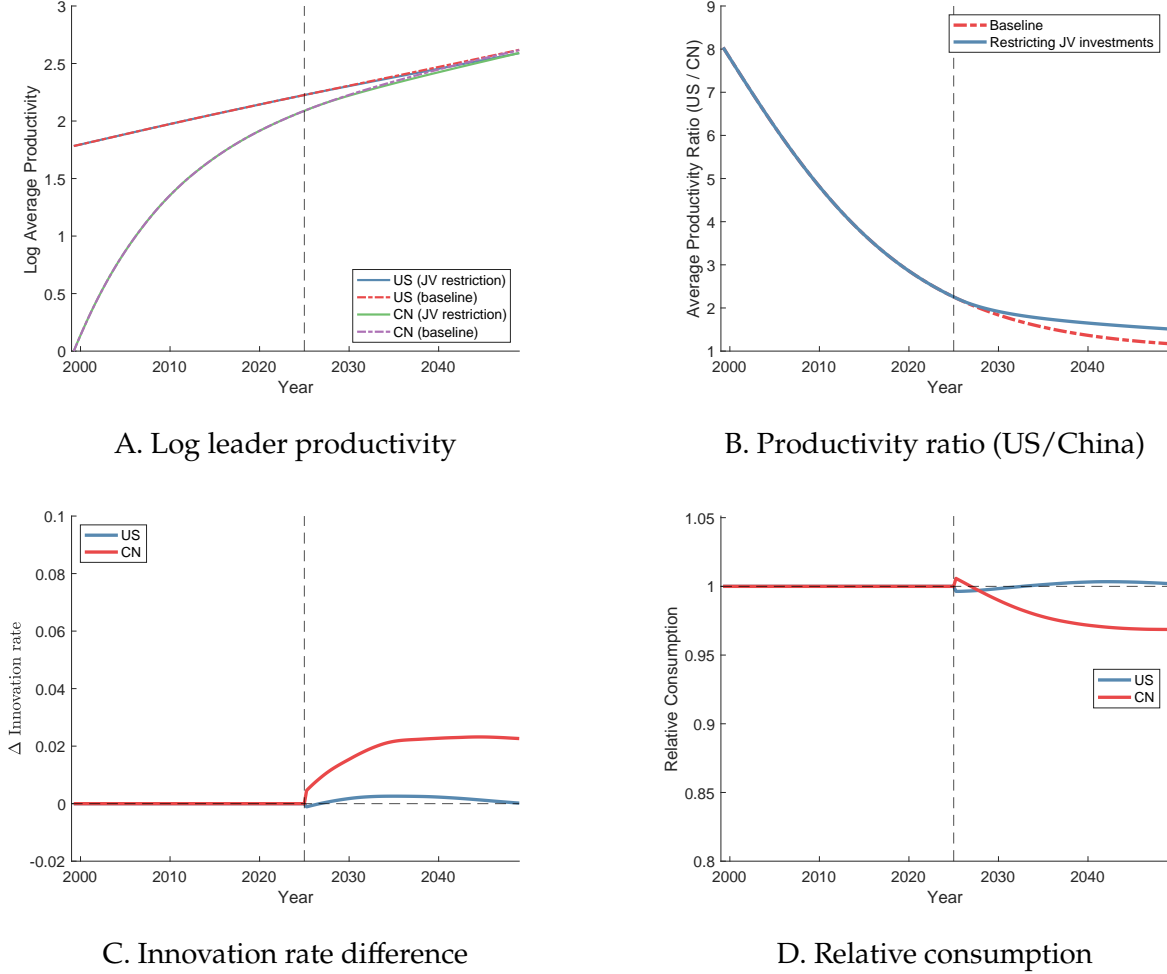 3
2.5
2
1.5
1
0.5
0
Log Average Productivity
US (JV restriction)
US (baseline)
CN (JV restriction)
CN (baseline)
2000
2010
2020
2030
2040
Year
A. Log leader productivity
9
8
7
6
5
4
3
2
1
Average Productivity Ratio (US / CN)
Baseline
Restricting JV investments
2000
2010
2020
2030
2040
Year
B. Productivity ratio (US/China)
0.1
0.08
0.06
0.04
0.02
0
-0.02
Δ Innovation rate
US
CN
2000
2010
2020
2030
2040
Year
C. Innovation rate difference
1.05
1
0.95
0.9
0.85
0.8
Relative Consumption
US
CN
2000
2010
2020
2030
2040
Year
D. Relative consumption